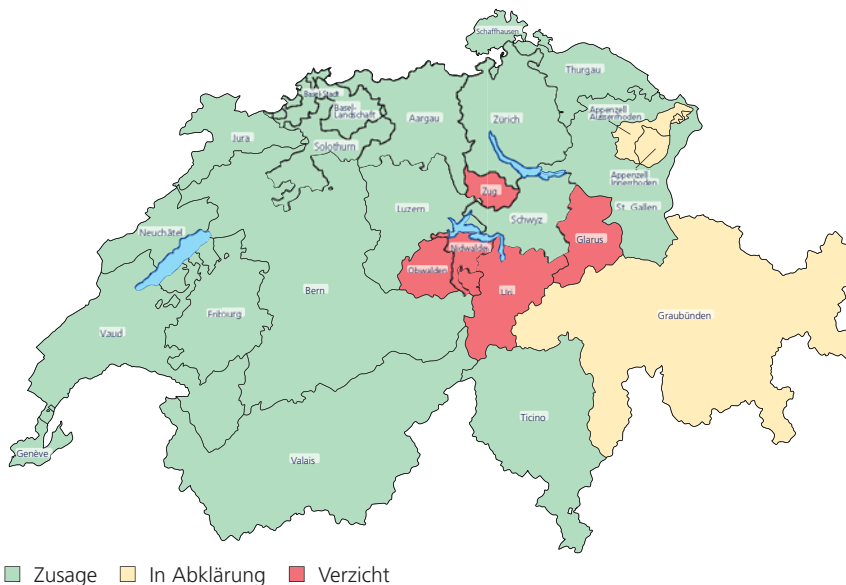 Schaffhausen
Thurgau
Basel-Stadt
Basel-
Landschaft
Aargau
Zürich
Appenzell
Ausserrhoden
Jura
Solothurn
Appenzell
Innerrhoden
Zug
Luzern
St. Gallen
Schwyz
Neuchâtel
Nidwalden
Glarus
Obwalden
Bern
Uri
Fribourg
Graubünden
Vaud
Ticino
Genève
Valais
Zusage
In Abklärung
Verzicht